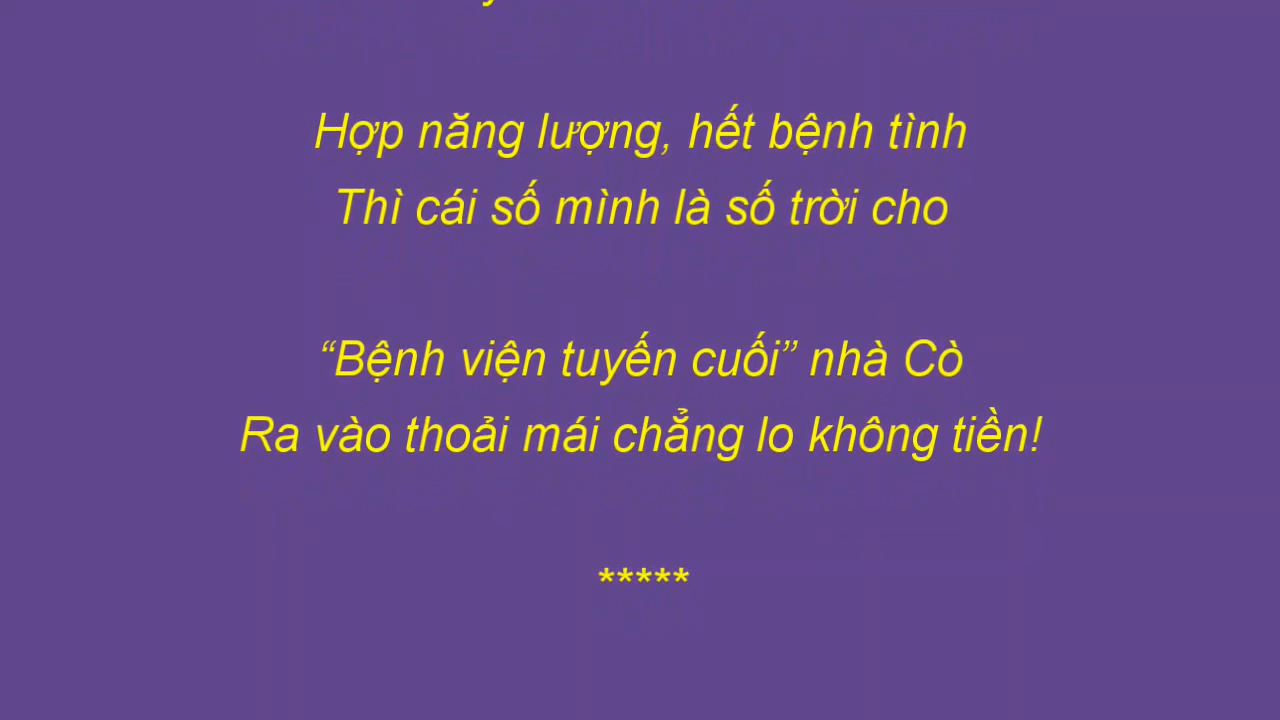 Hợp năng lượng, hết bệnh tình
Thì cái số mình là số trời cho
“Bệnh viện tuyến cuối” nhà Cò
Ra vào thoải mái chẳng lo không tiền!
*****